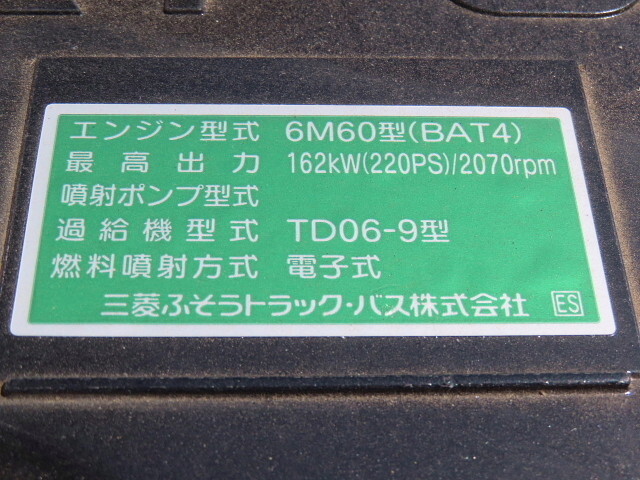 エンジン型式 6M60型(BAT4)
最高出力 162kW(220PS)/2070rpm
噴射ポンプ型式
過給機型式 TD06-9型
燃料噴射方式 電子式
三菱ふそうトラック・バス株式会社 ES